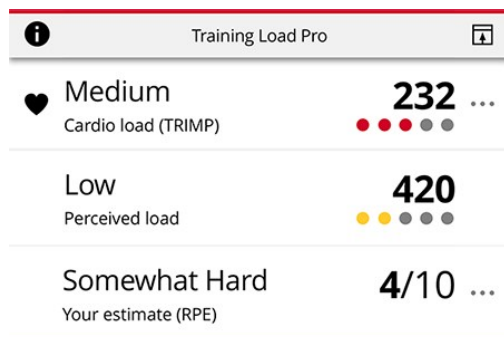 Training Load Pro
Medium
232
Cardio load (TRIMP)
Low
420
Perceived load
Somewhat Hard
4/10
Your estimate (RPE)